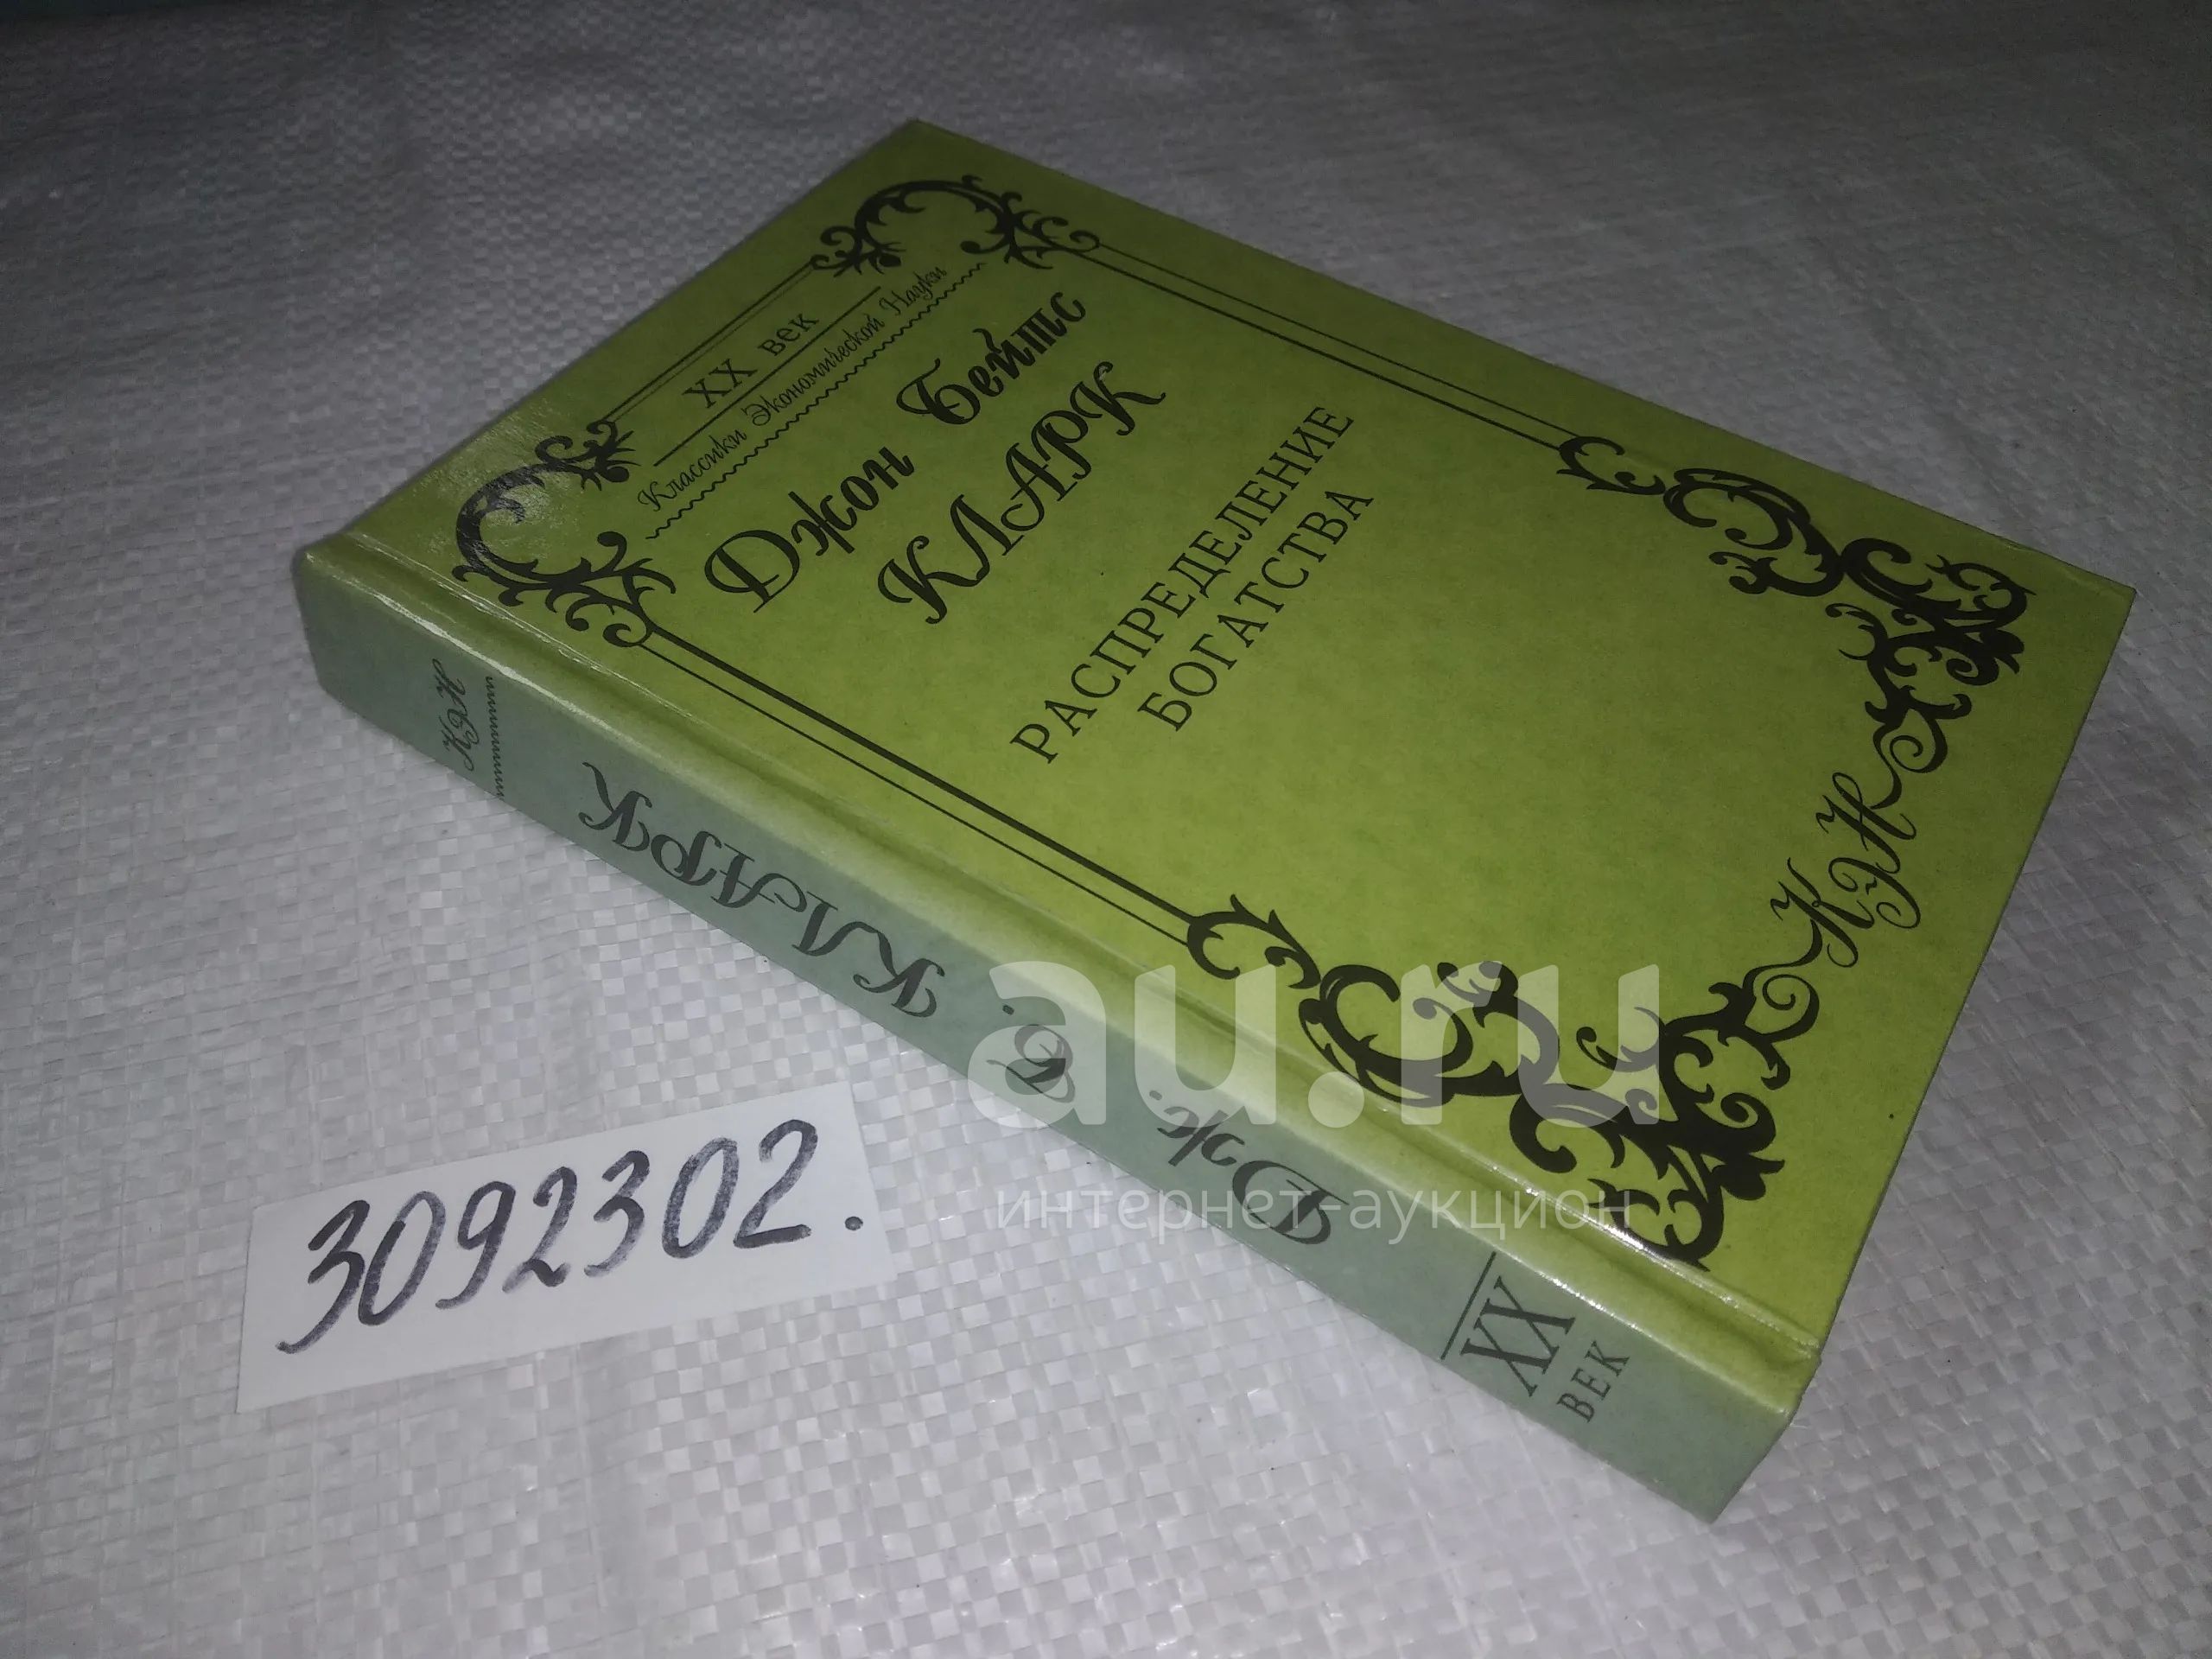 XX век
Классики Экономической Науки
Джон Бейтс
КЛАРК
РАСПРЕДЕЛЕНИЕ
БОГАТСТВА
КЭН
КЭН
Дж. Б. КЛАРК
XX
ВЕК
3092302.
au.ru
интернет-аукцион